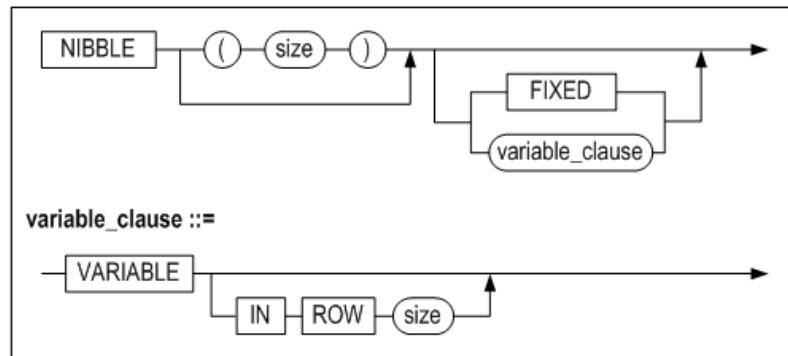 NIBBLE ( size )
FIXED
variable_clause
variable_clause ::=
VARIABLE
IN ROW size